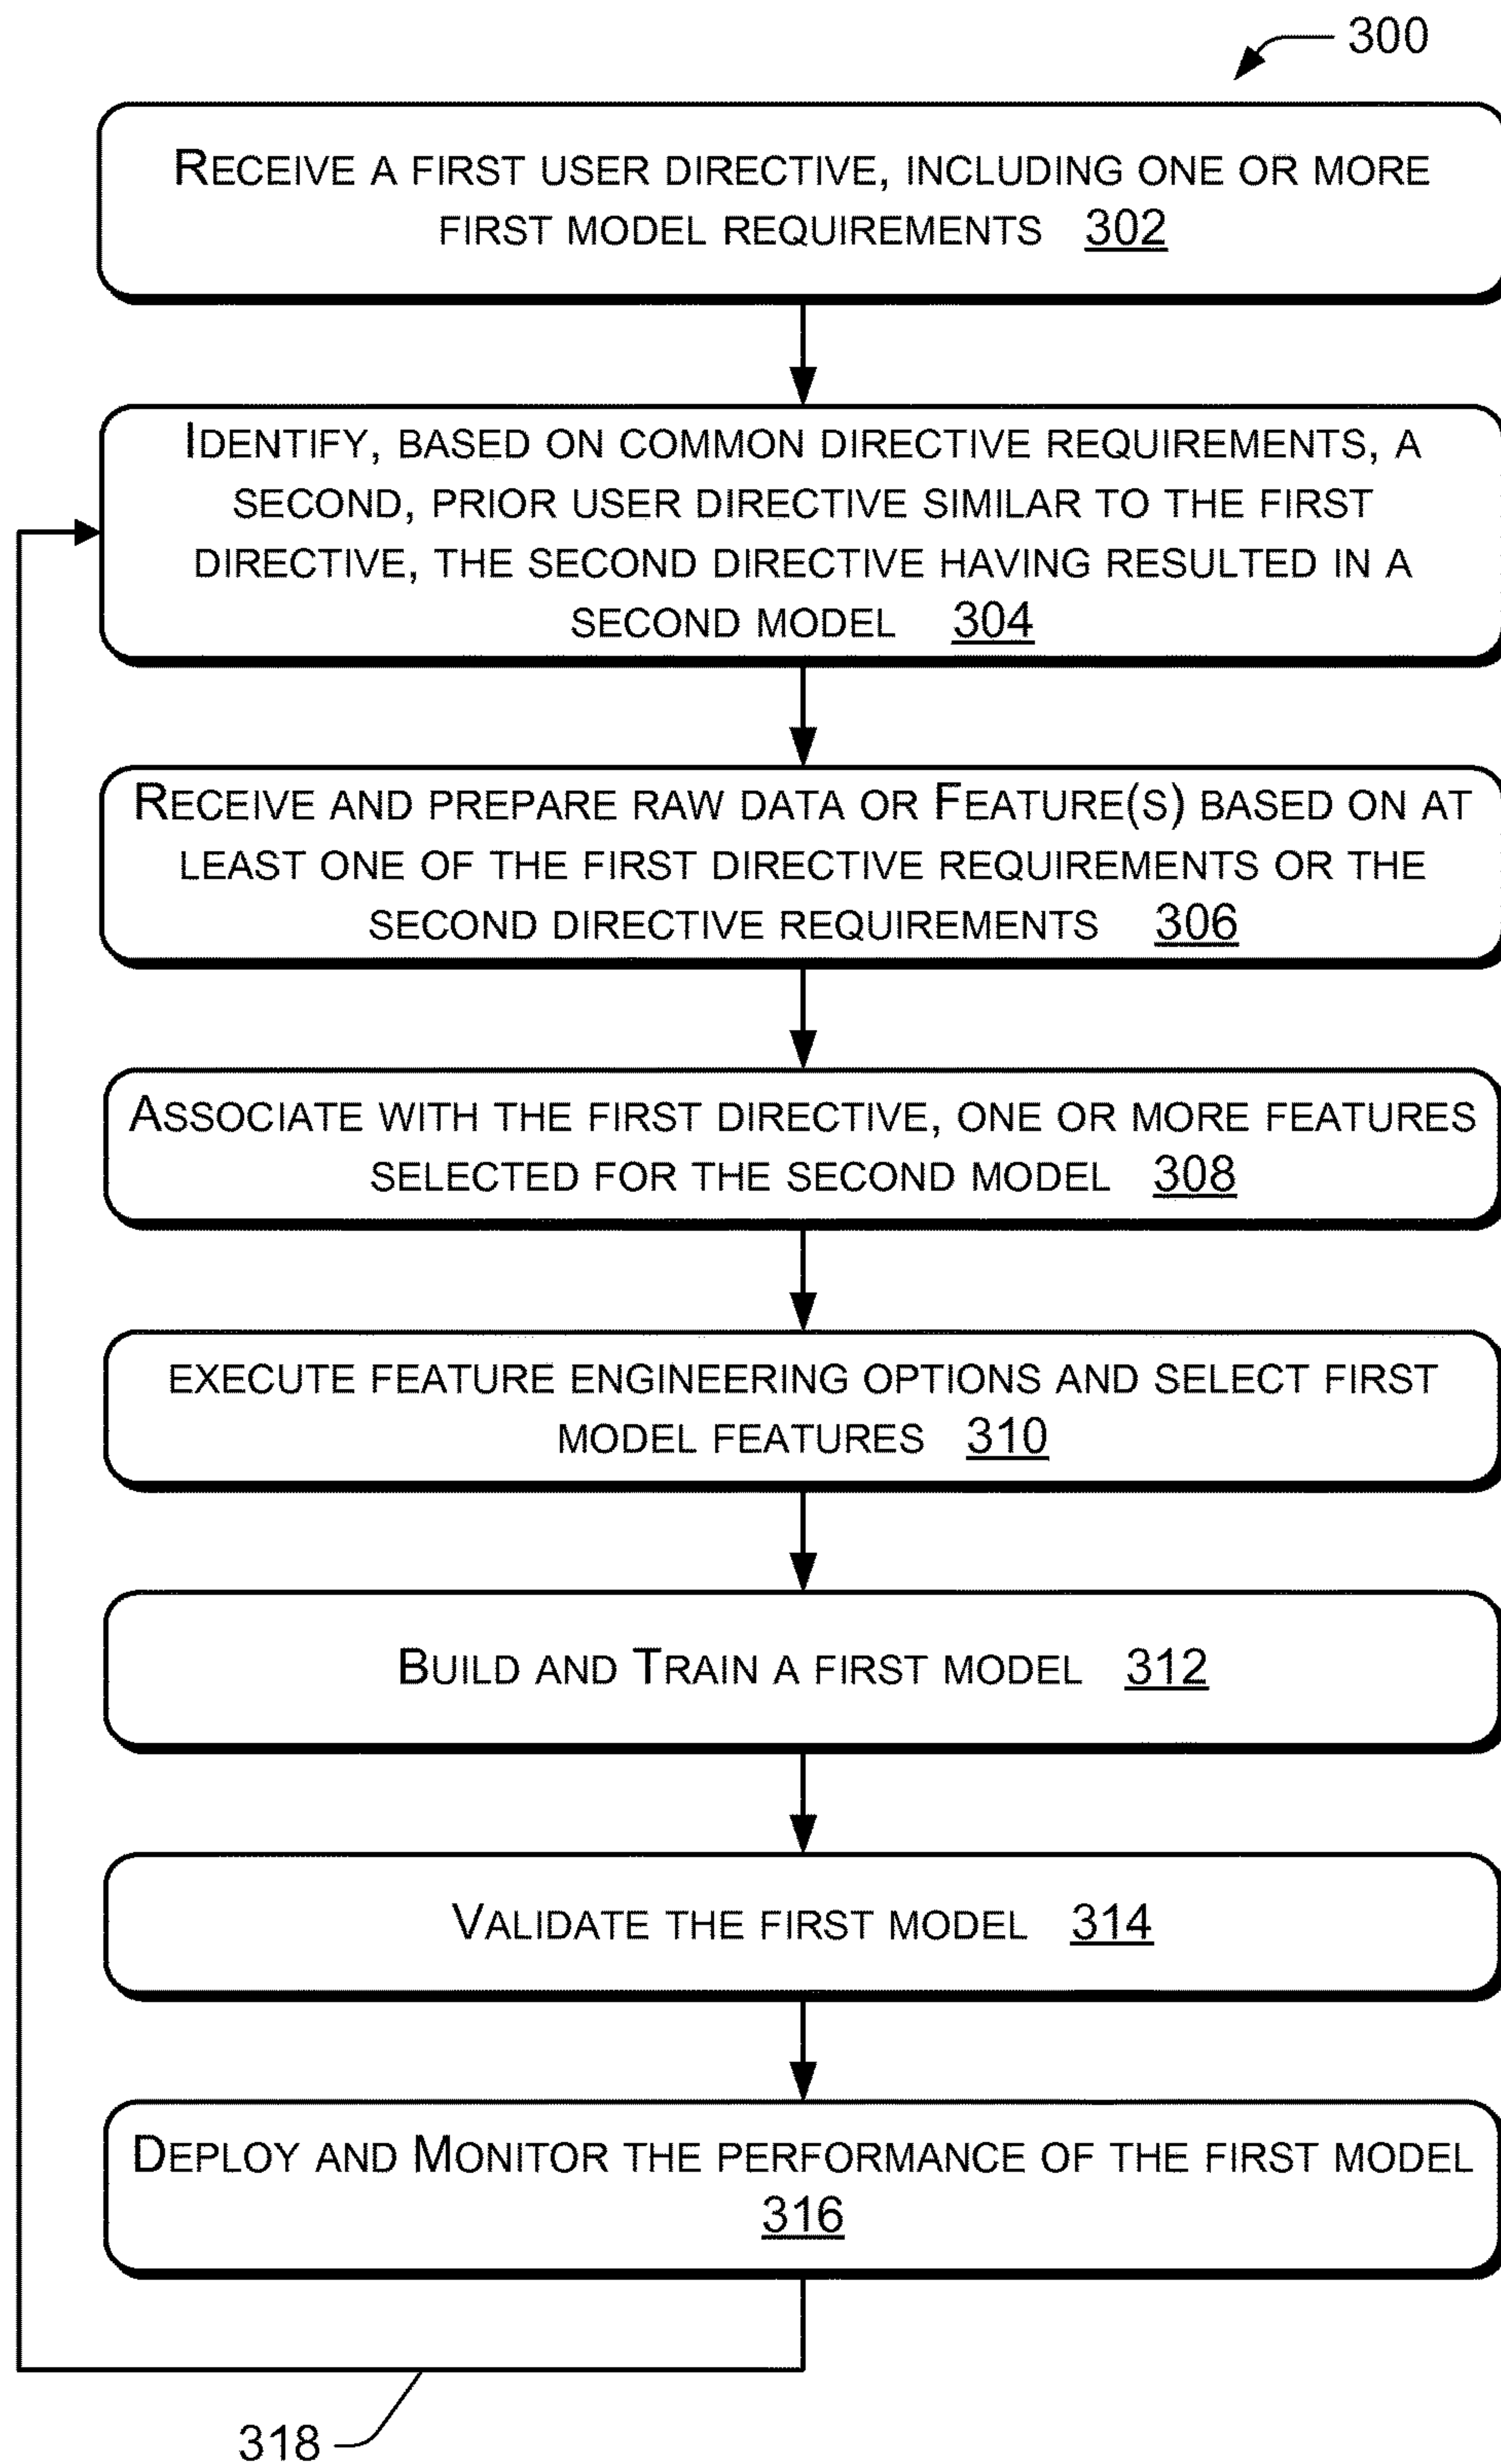 300
RECEIVE A FIRST USER DIRECTIVE, INCLUDING ONE OR MORE
FIRST MODEL REQUIREMENTS 302
IDENTIFY, BASED ON COMMON DIRECTIVE REQUIREMENTS, A
SECOND, PRIOR USER DIRECTIVE SIMILAR TO THE FIRST
DIRECTIVE, THE SECOND DIRECTIVE HAVING RESULTED IN A
SECOND MODEL 304
RECEIVE AND PREPARE RAW DATA OR FEATURE(S) BASED ON AT
LEAST ONE OF THE FIRST DIRECTIVE REQUIREMENTS OR THE
SECOND DIRECTIVE REQUIREMENTS 306
ASSOCIATE WITH THE FIRST DIRECTIVE, ONE OR MORE FEATURES
SELECTED FOR THE SECOND MODEL 308
EXECUTE FEATURE ENGINEERING OPTIONS AND SELECT FIRST
MODEL FEATURES 310
BUILD AND TRAIN A FIRST MODEL 312
VALIDATE THE FIRST MODEL 314
DEPLOY AND MONITOR THE PERFORMANCE OF THE FIRST MODEL
316
318